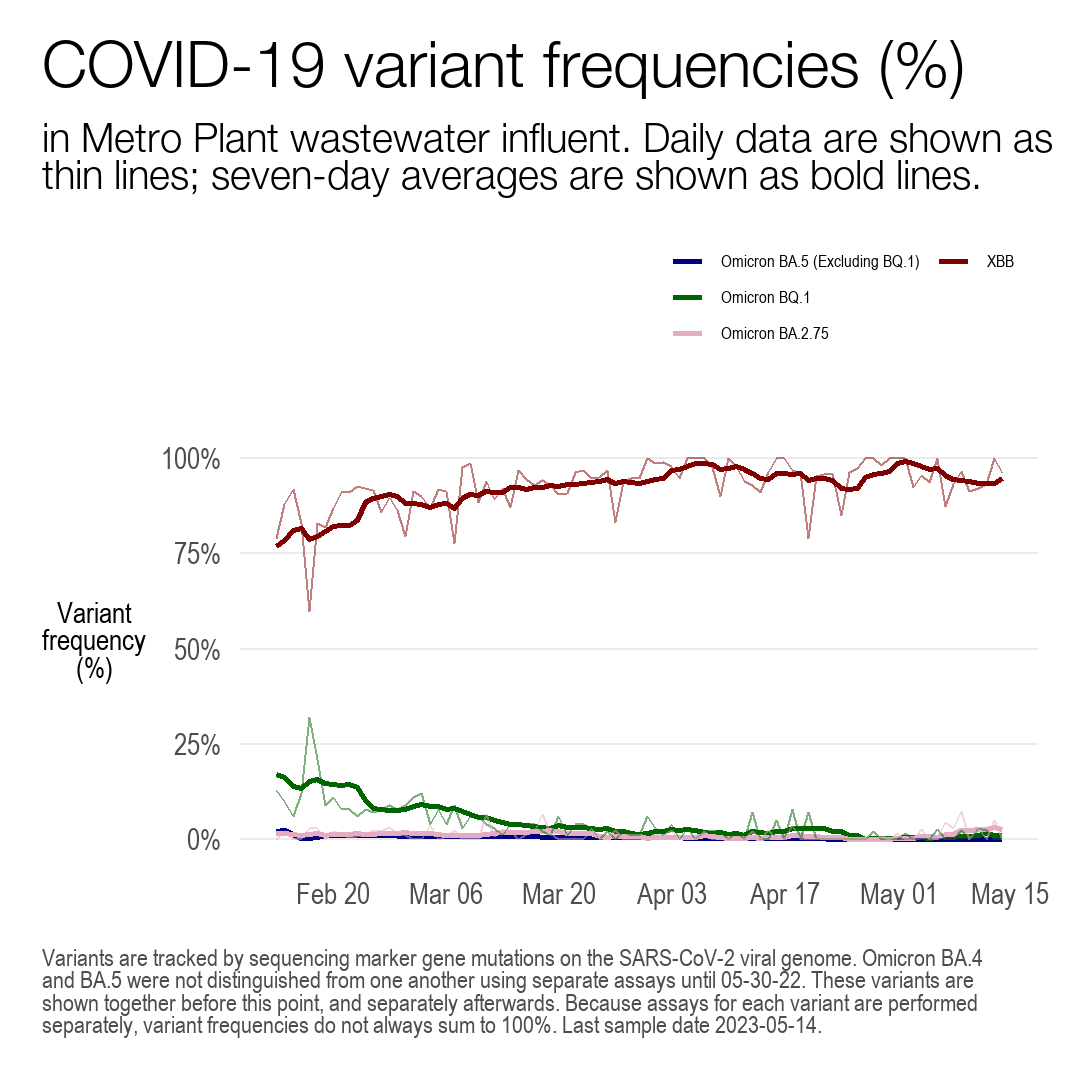 COVID-19 variant frequencies (%)
in Metro Plant wastewater influent. Daily data are shown as
thin lines; seven-day averages are shown as bold lines.
Omicron BA.5 (Excluding BQ.1)
XBB
Omicron BQ.1
Omicron BA.2.75
100%
75%
Variant
frequency
(%)
50%
25%
0%
Feb 20
Mar 06
Mar 20
Apr 03
Apr 17
May 01
May 15
Variants are tracked by sequencing marker gene mutations on the SARS-CoV-2 viral genome. Omicron BA.4
and BA.5 were not distinguished from one another using separate assays until 05-30-22. These variants are
shown together before this point, and separately afterwards. Because assays for each variant are performed
separately, variant frequencies do not always sum to 100%. Last sample date 2023-05-14.